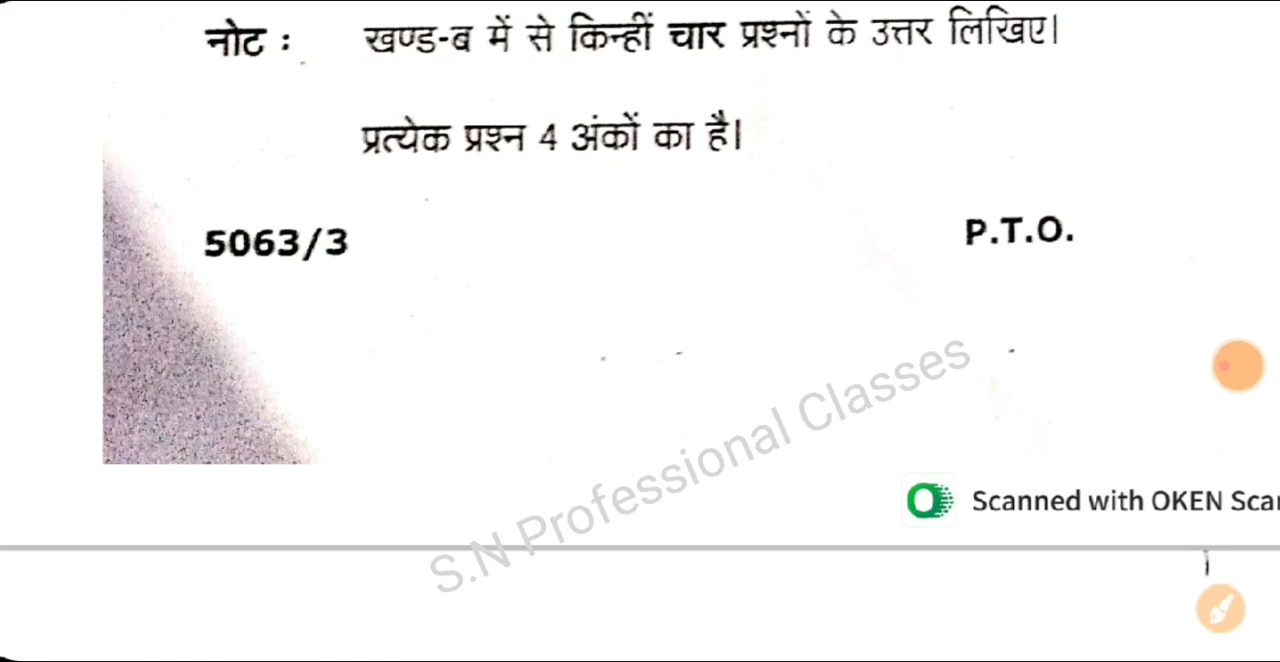 नोट :	खण्ड-ब में से किन्हीं चार प्रश्नों के उत्तर लिखिए।
प्रत्येक प्रश्न 4 अंकों का है।
5063/3	P.T.O.
S.N Professional Classes
Scanned with OKEN Scan